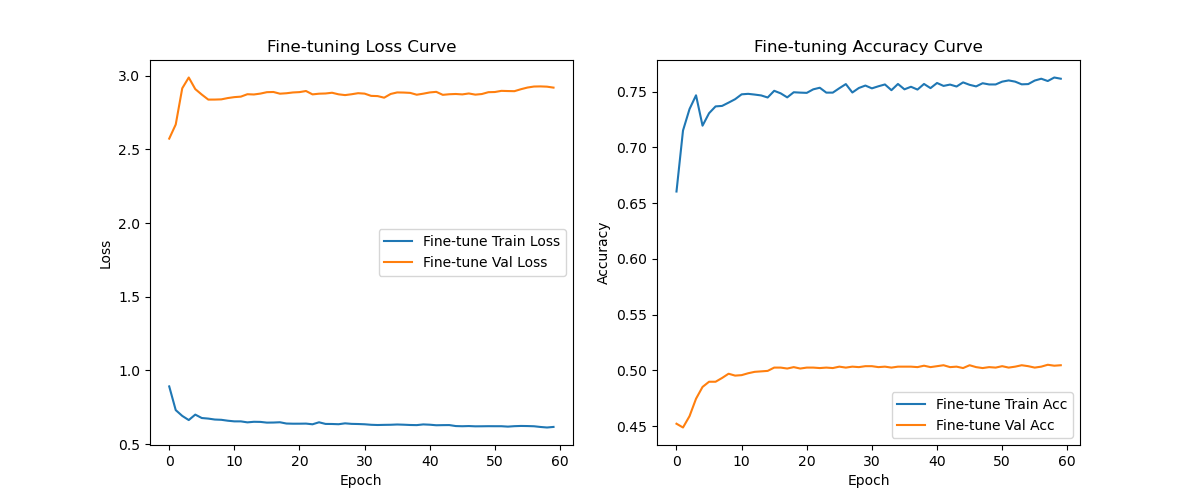 Fine-tuning Loss Curve
3.0
2.5
2.0
1.5
1.0
0.5
Loss
0 10 20 30 40 50 60
Epoch
Fine-tune Train Loss
Fine-tune Val Loss
Fine-tuning Accuracy Curve
0.75
0.70
0.65
0.60
0.55
0.50
0.45
Accuracy
0 10 20 30 40 50 60
Epoch
Fine-tune Train Acc
Fine-tune Val Acc